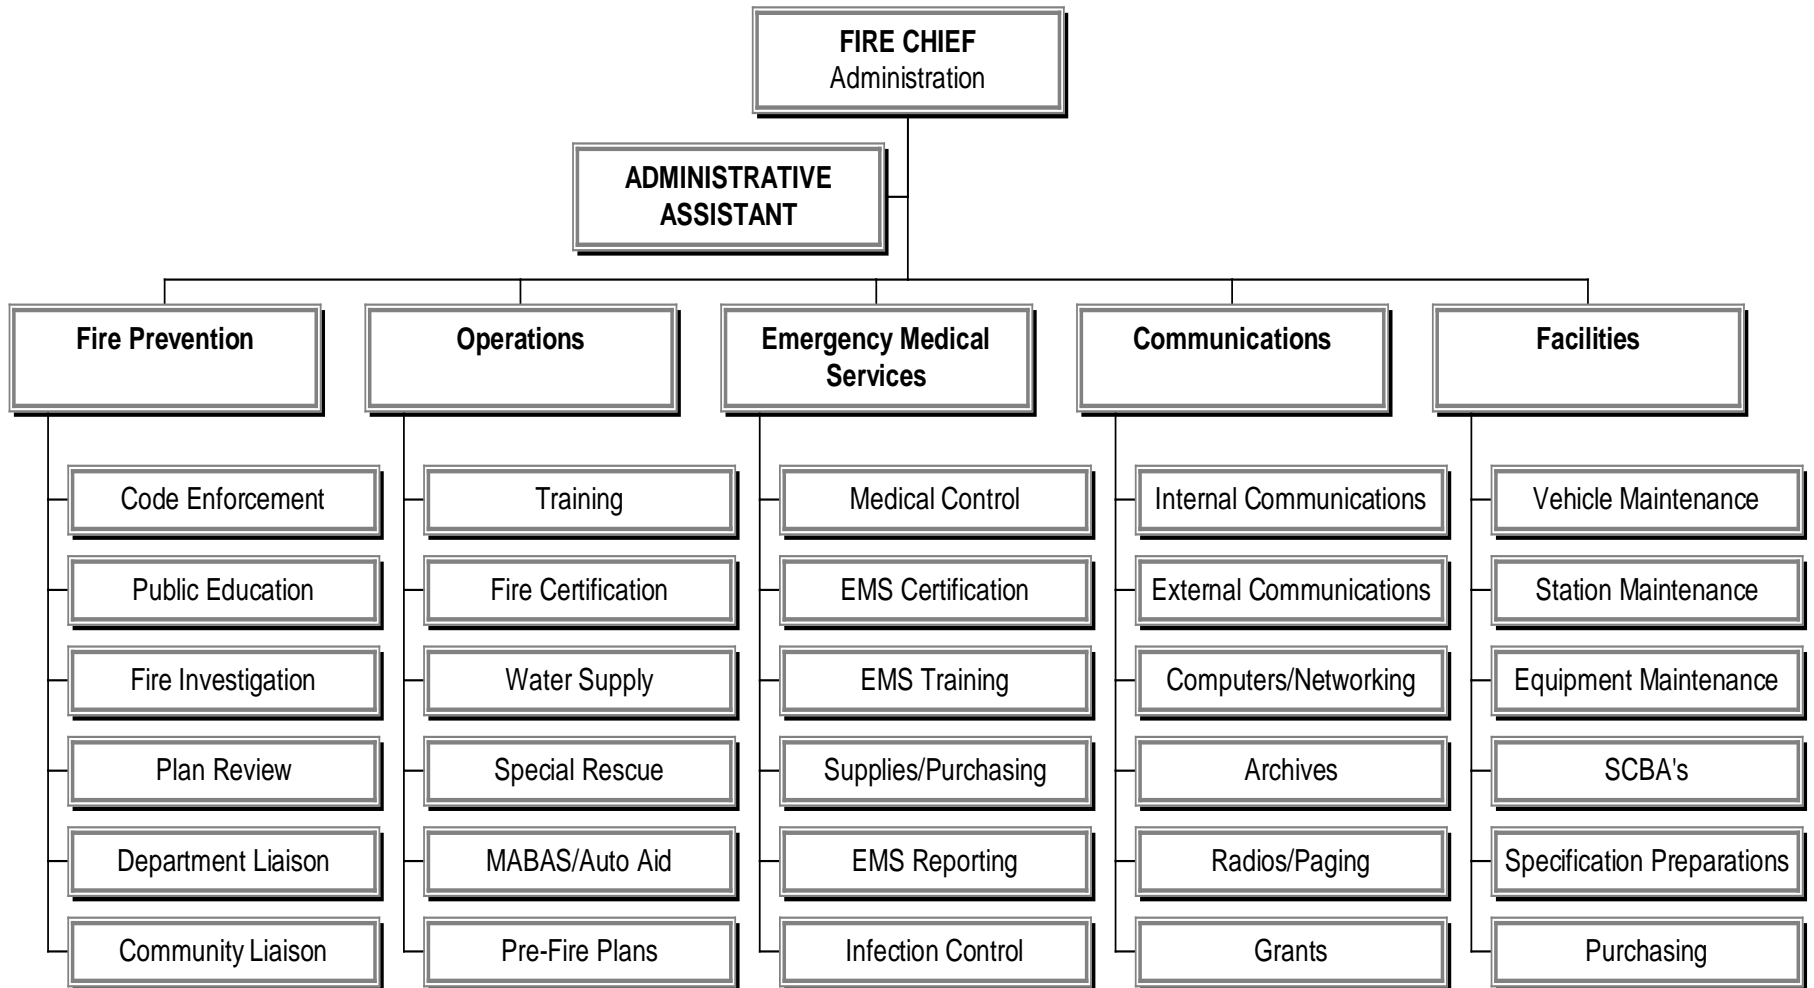 FIRE CHIEF
Administration
ADMINISTRATIVE
ASSISTANT
Fire Prevention
Operations
Emergency Medical
Services
Communications
Facilities
Code Enforcement
Public Education
Fire Investigation
Plan Review
Department Liaison
Community Liaison
Training
Fire Certification
Water Supply
Special Rescue
MABAS/Auto Aid
Pre-Fire Plans
Medical Control
EMS Certification
EMS Training
Supplies/Purchasing
EMS Reporting
Infection Control
Internal Communications
External Communications
Computers/Networking
Archives
Radios/Paging
Grants
Vehicle Maintenance
Station Maintenance
Equipment Maintenance
SCBA's
Specification Preparations
Purchasing